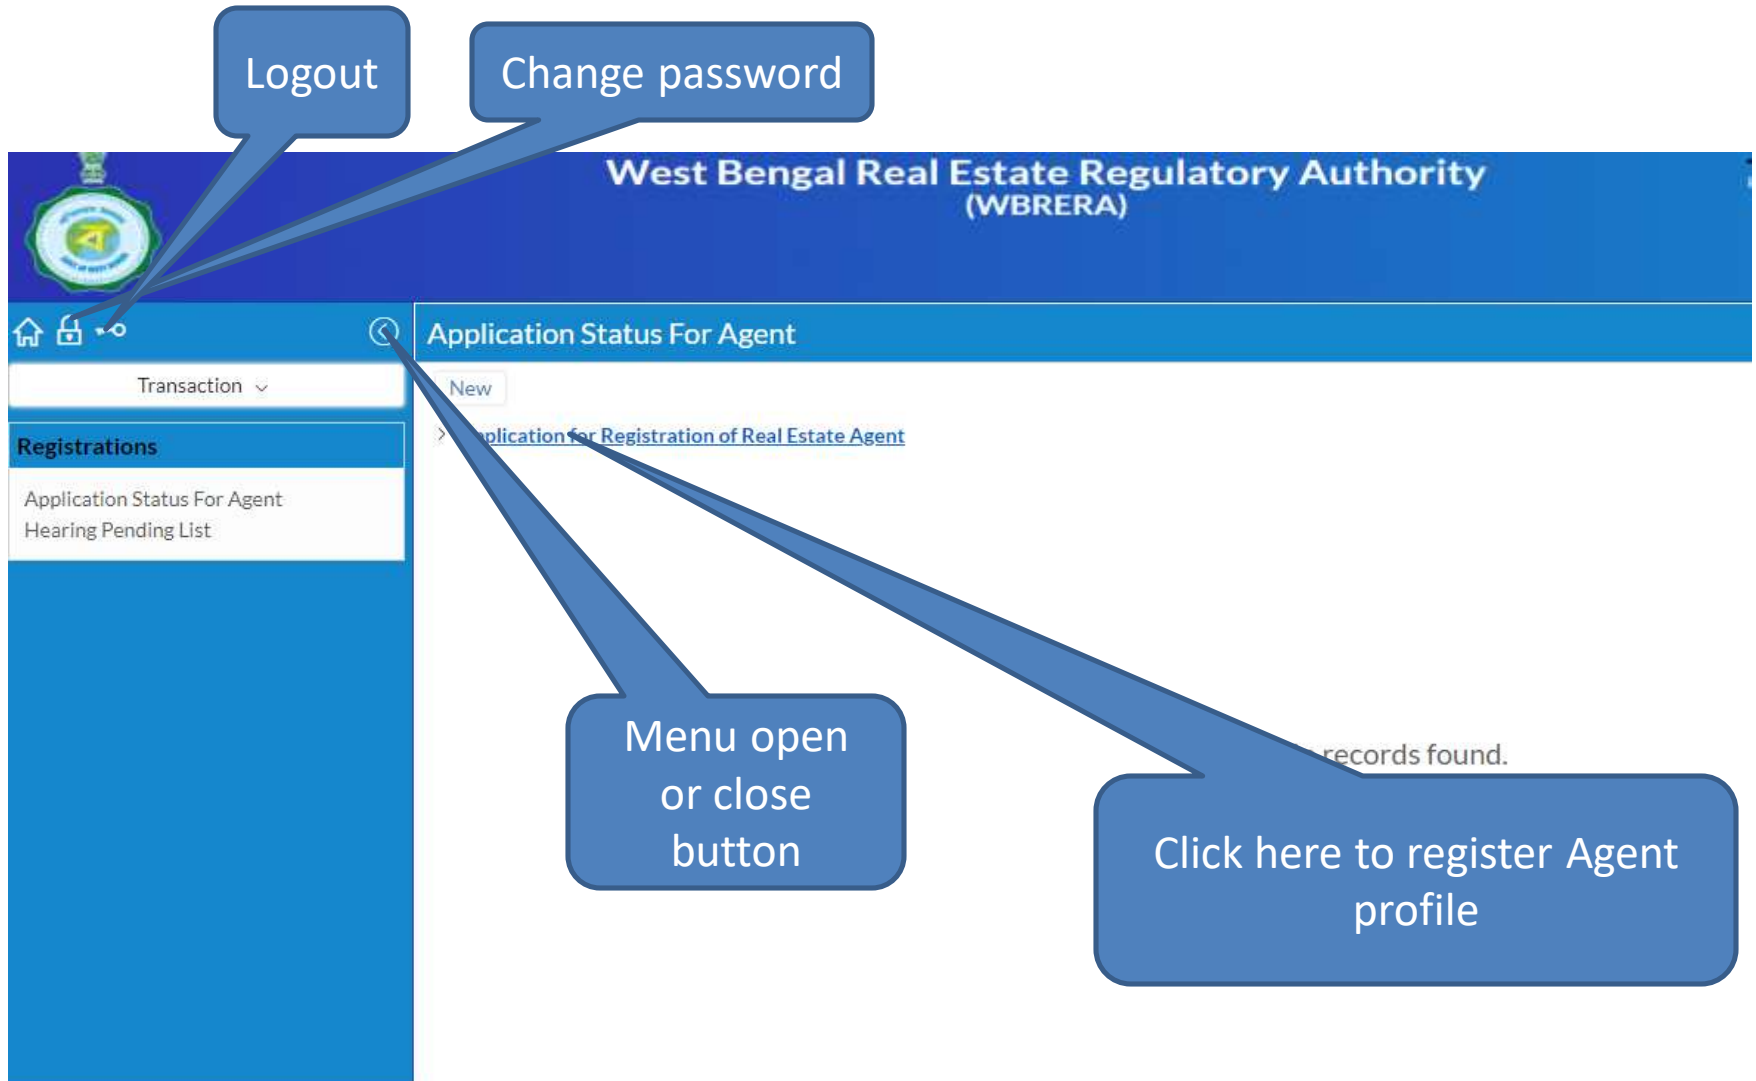 Logout
Change password
West Bengal Real Estate Regulatory Authority
(WBRERA)
Application Status For Agent
Transaction
New
Registrations
for Registration of Real Estate Agent
Application Status For Agent
Hearing Pending List
Menu open
or close
button
records found.
Click here to register Agent
profile